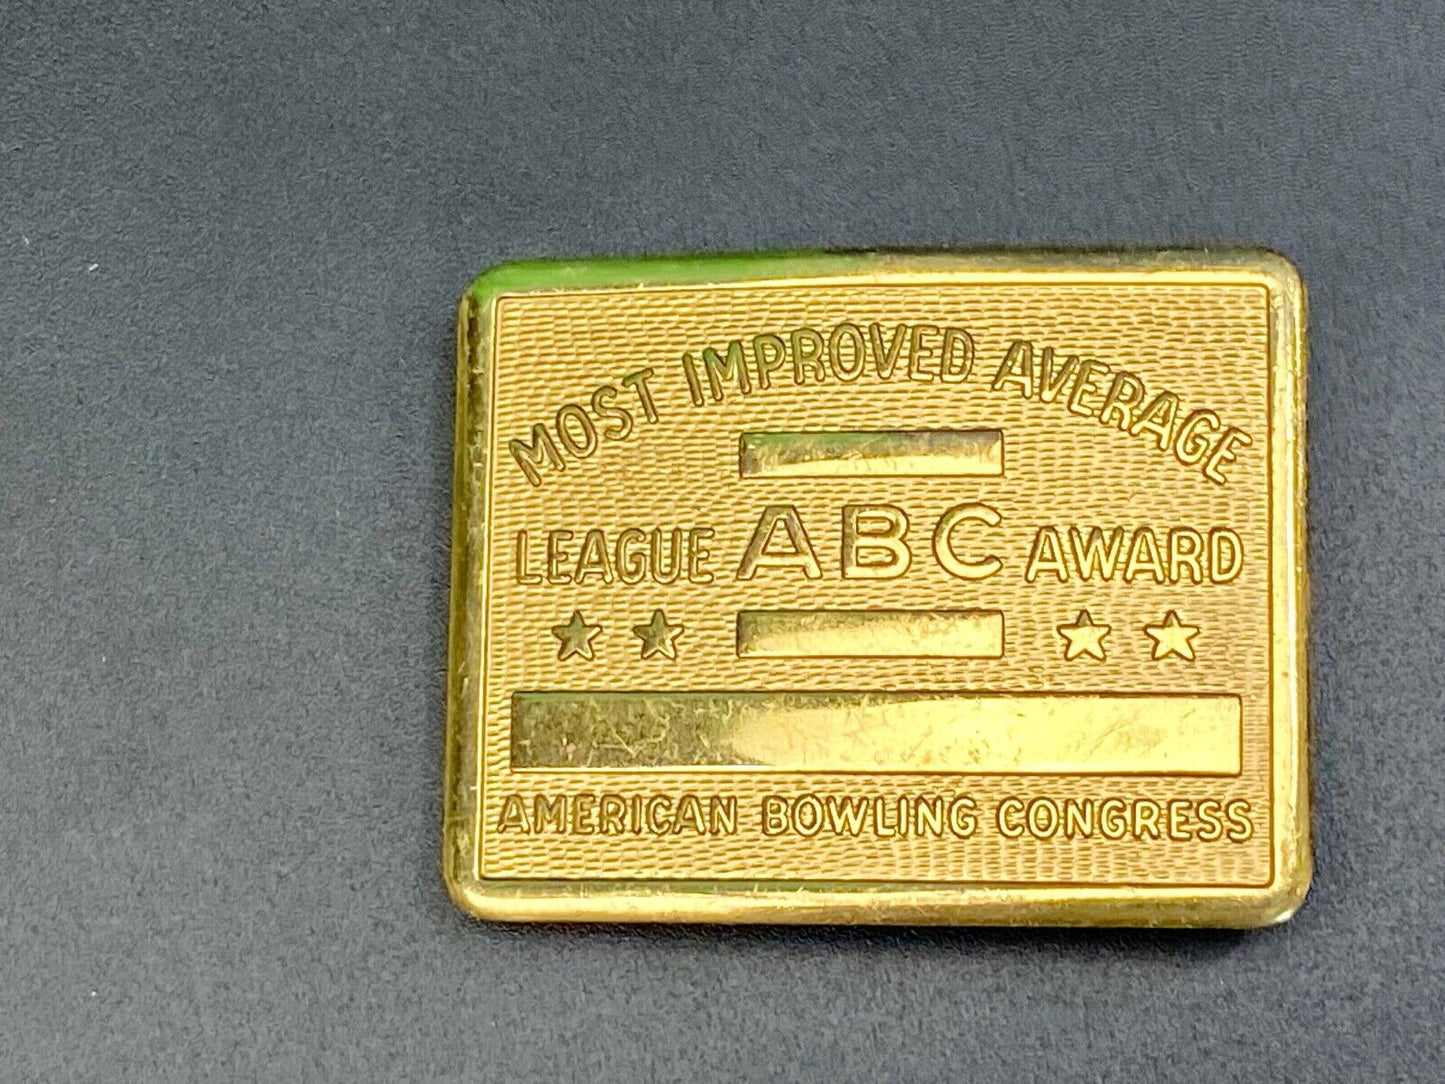 MOST IMPROVED AVERAGE
LEAGUE ABC AWARD
AMERICAN BOWLING CONGRESS